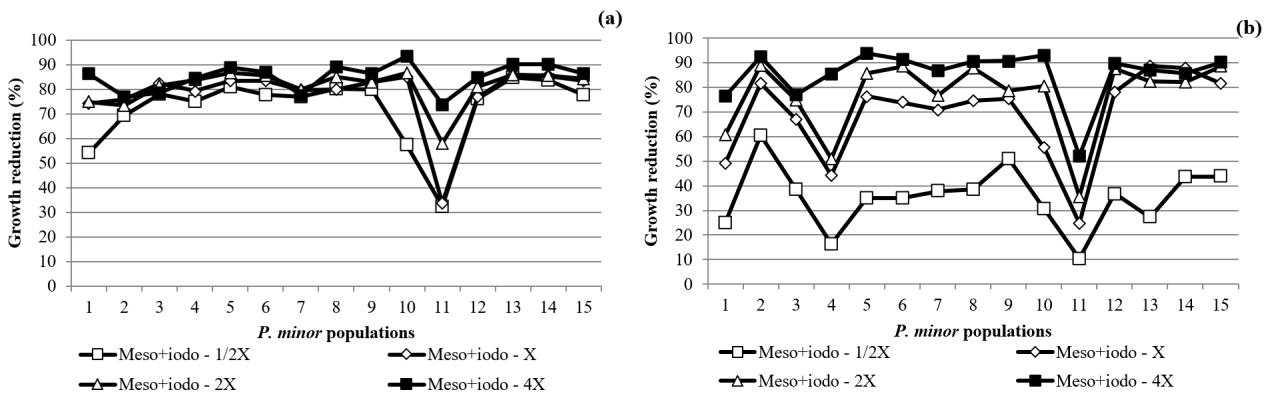 (a)
100
90
80
70
60
50
40
30
20
10
0
Growth reduction (%)
1 2 3 4 5 6 7 8 9 10 11 12 13 14 15
P. minor populations
Meso+iodo - 1/2X
Meso+iodo - X
Meso+iodo - 2X
Meso+iodo - 4X
(b)
100
90
80
70
60
50
40
30
20
10
0
Growth reduction (%)
1 2 3 4 5 6 7 8 9 10 11 12 13 14 15
P. minor populations
Meso+iodo - 1/2X
Meso+iodo - X
Meso+iodo - 2X
Meso+iodo - 4X